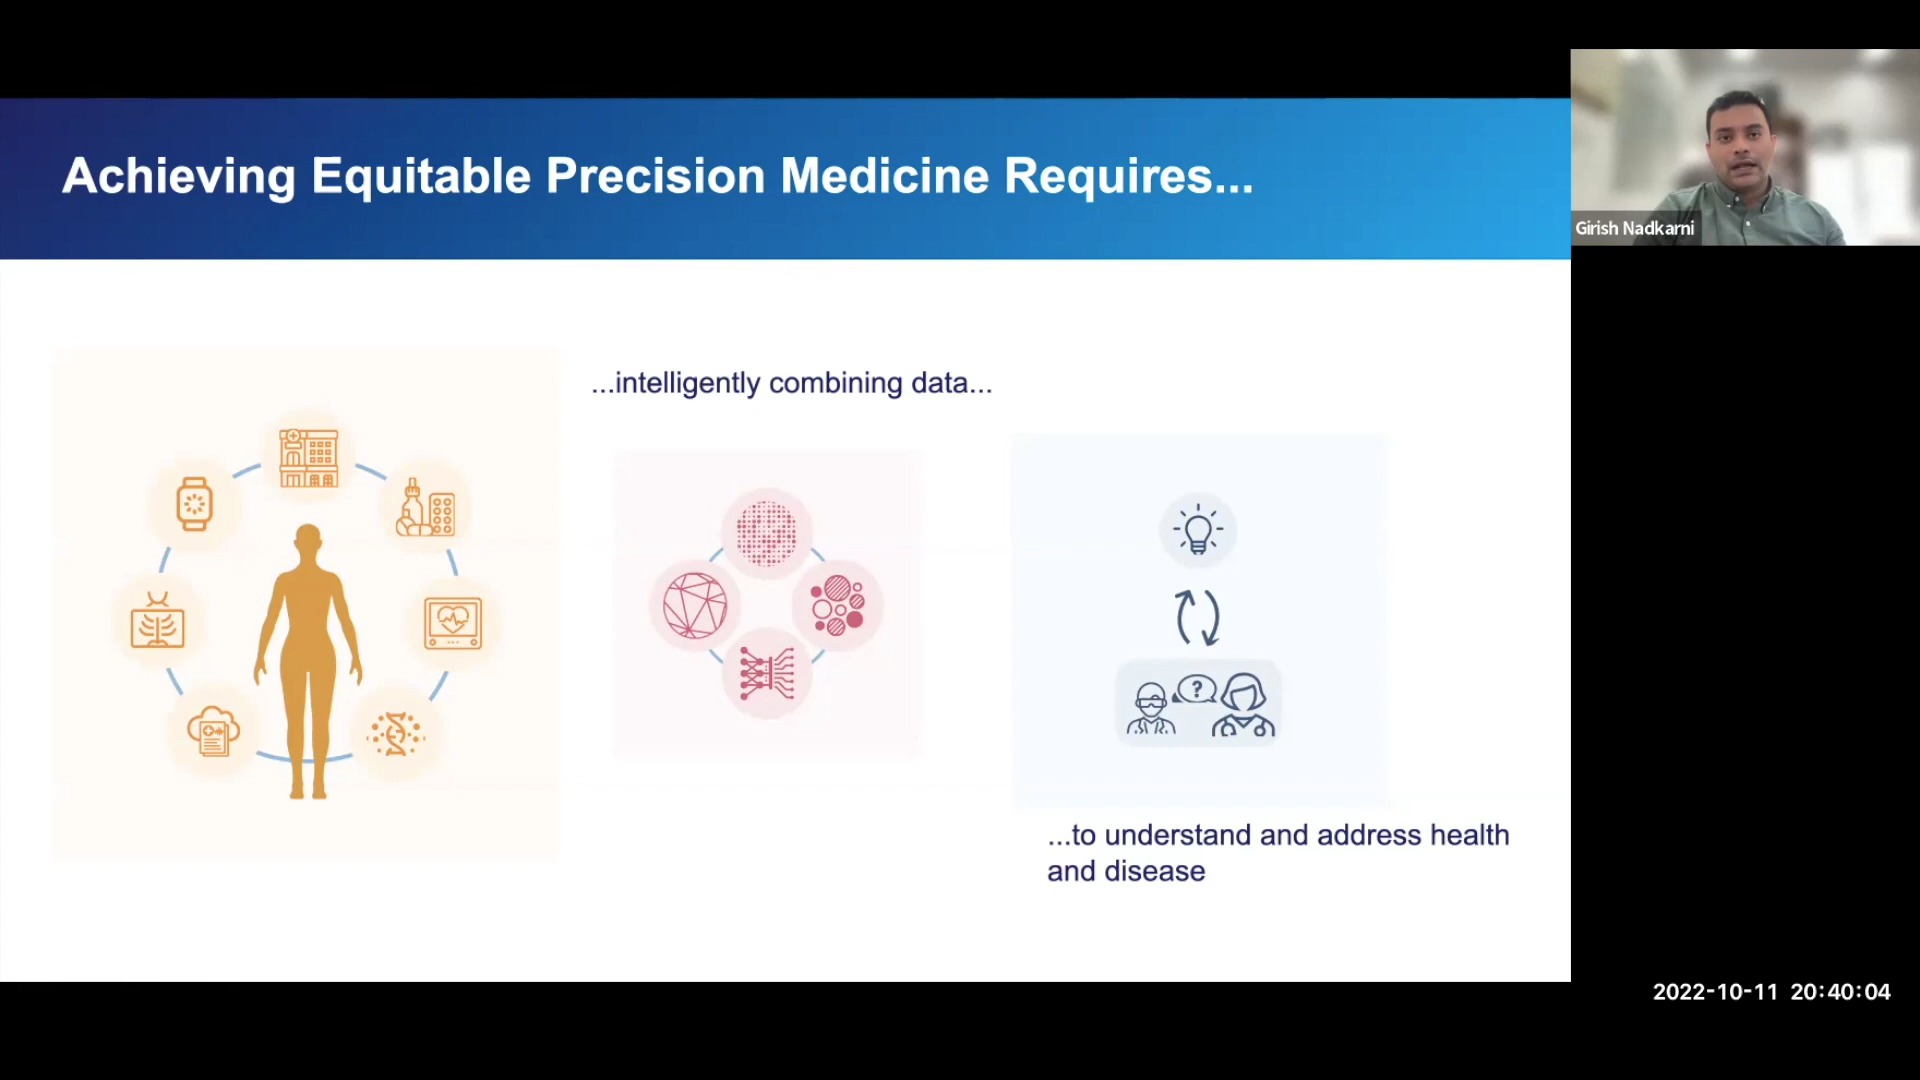 Achieving Equitable Precision Medicine Requires...
Girish Nadkarni
...intelligently combining data...
?
...to understand and address health
and disease
2022-10-11 20:40:04